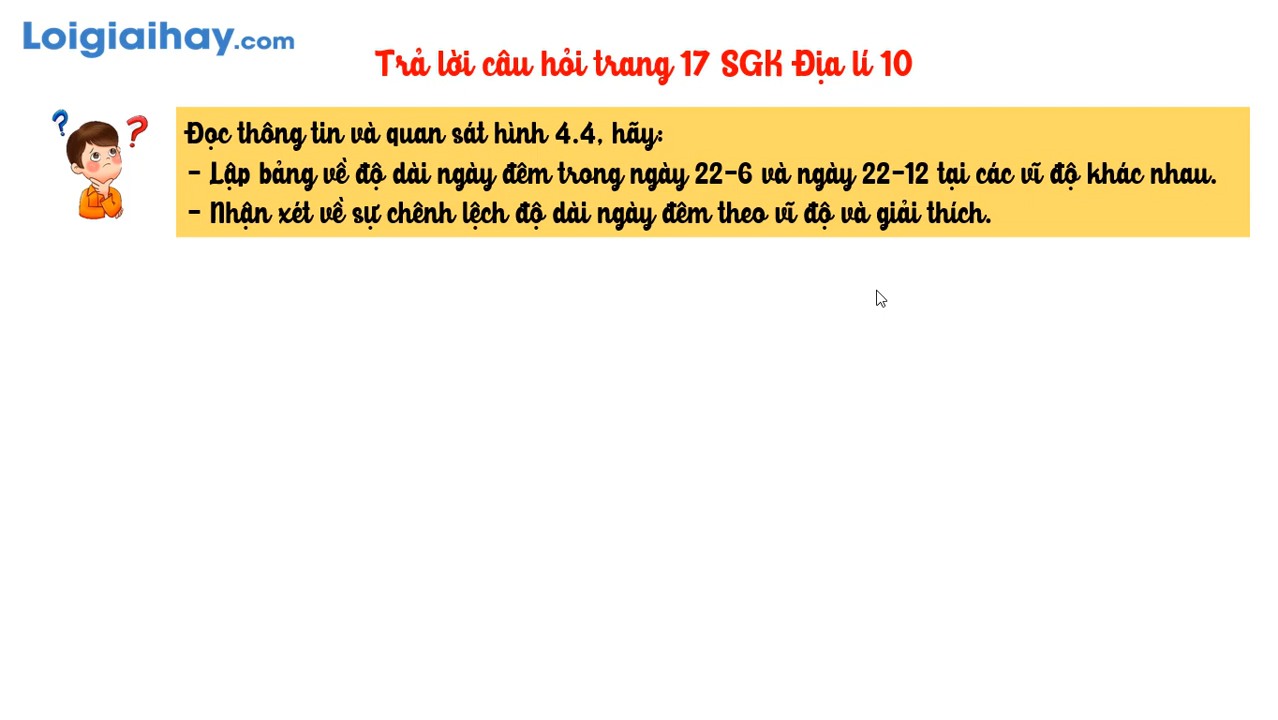 Loigiaihay.com
Trả lời câu hỏi trang 17 SGK Địa lí 10
? ?
Đọc thông tin và quan sát hình 4.4, hãy:
- Lập bảng về độ dài ngày đêm trong ngày 22-6 và ngày 22-12 tại các vĩ độ khác nhau.
- Nhận xét về sự chênh lệch độ dài ngày đêm theo vĩ độ và giải thích.